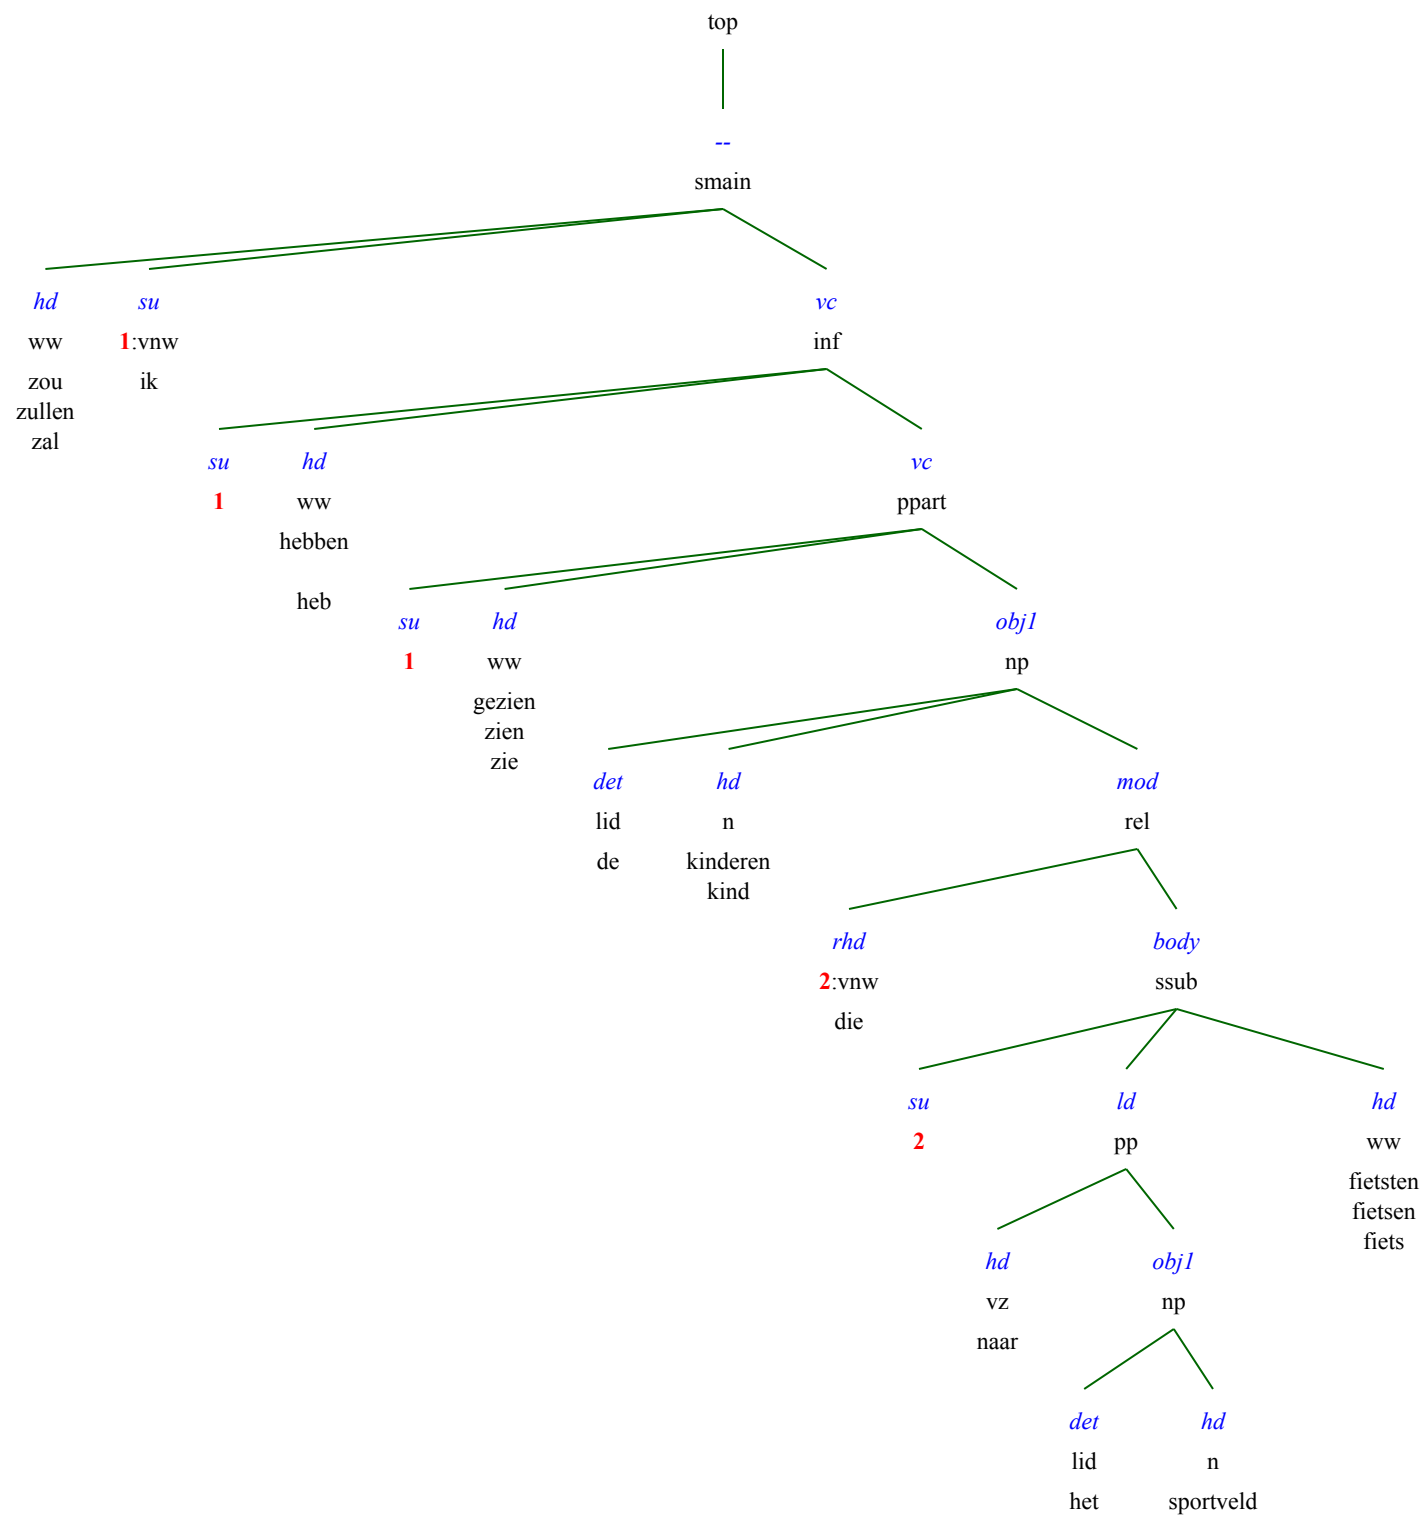 top
--
smain
hd su vc
ww 1:vnw inf
zou ik
zullen
zal
su hd vc
1 ww ppart
hebben
heb
su hd obj1
1 ww np
gezien
zien
zie
det hd mod
lid n rel
de kinderen
kind
rhd body
2:vnw ssub
die
su ld hd
2 pp ww
fietsten
fietsen
fiets
hd obj1
vz np
naar
det hd
lid n
het sportveld